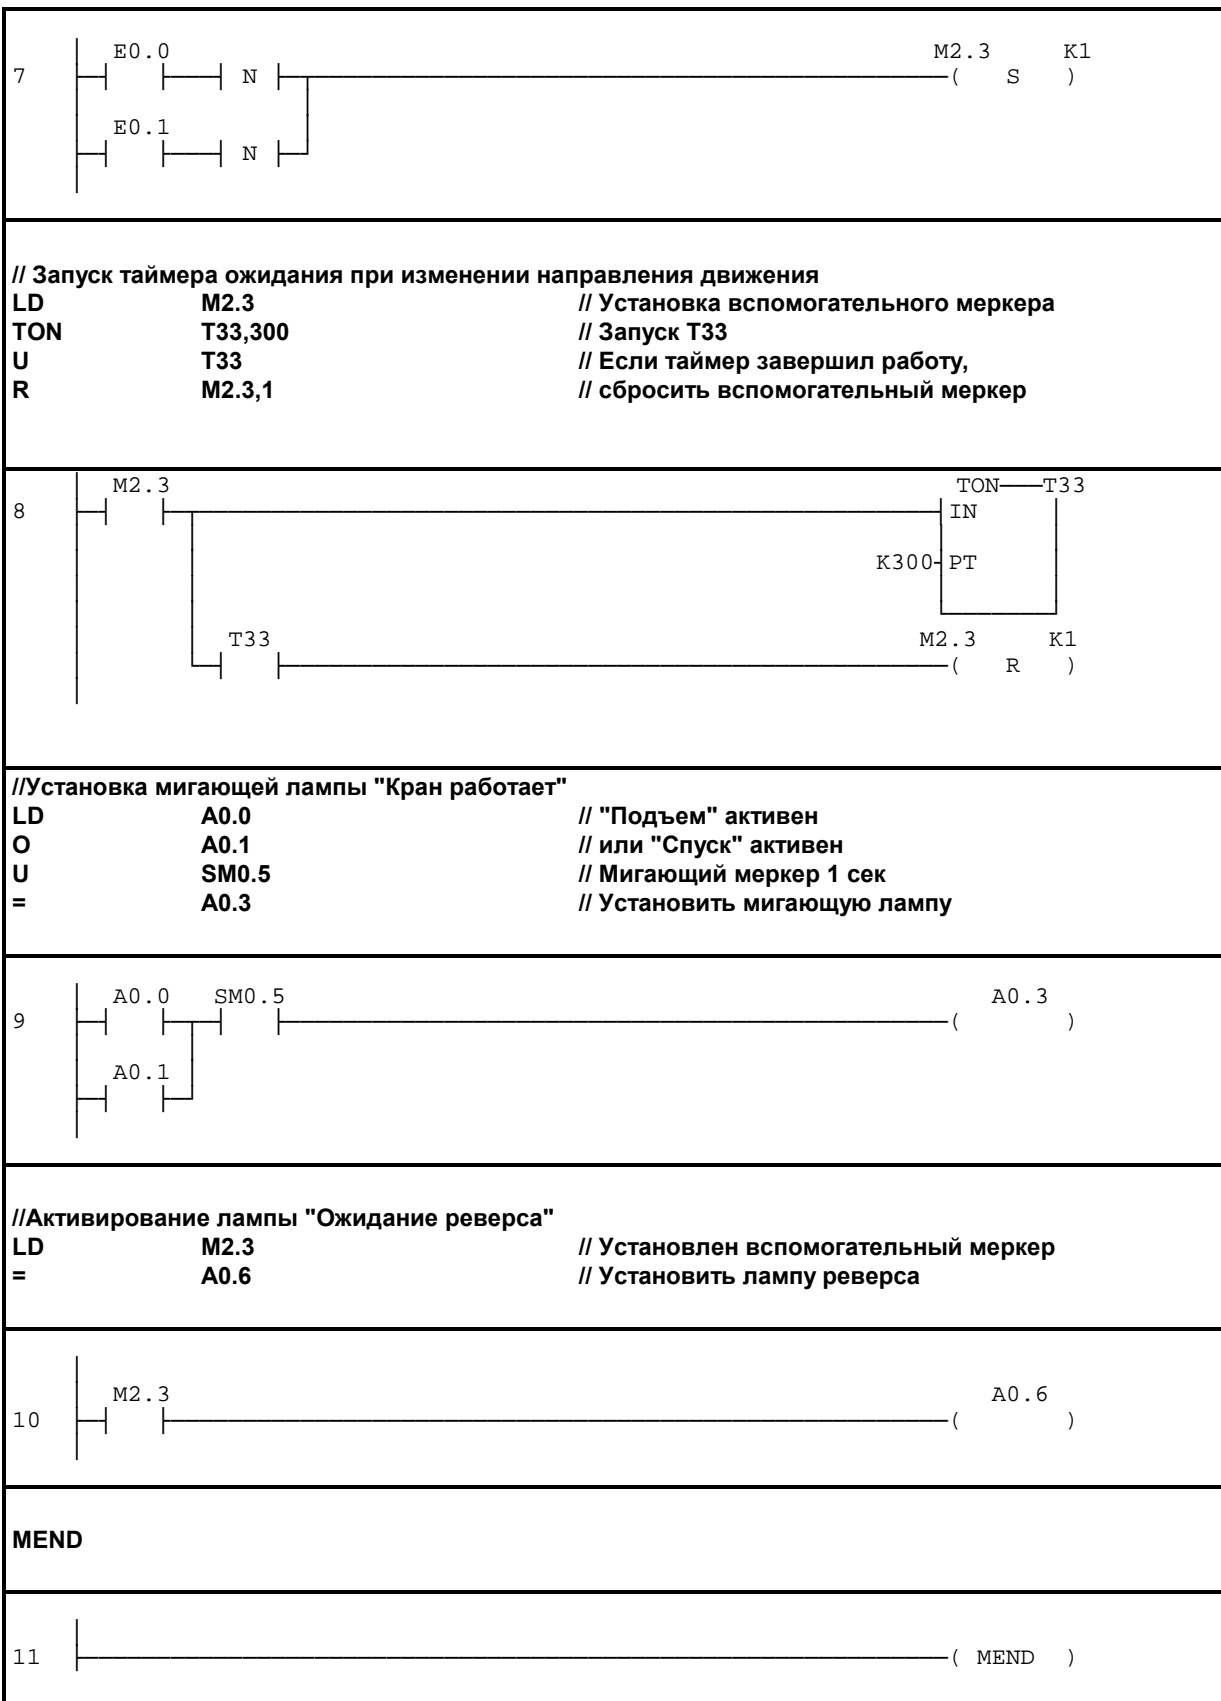 E0.0 M2.3 K1
7 N ( S )
E0.1
N
// Запуск таймера ожидания при изменении направления движения
LD M2.3 // Установка вспомогательного меркера
TON T33,300 // Запуск T33
U T33 // Если таймер завершил работу,
R M2.3,1 // сбросить вспомогательный меркер
M2.3 TON T33
8 IN
K300 PT
T33 M2.3 K1
( R )
//Установка мигающей лампы "Кран работает"
LD A0.0 // "Подъем" активен
O A0.1 // или "Спуск" активен
U SM0.5 // Мигающий меркер 1 сек
= A0.3 // Установить мигающую лампу
A0.0 SM0.5 A0.3
9 ( )
A0.1
//Активирование лампы "Ожидание реверса"
LD M2.3 // Установлен вспомогательный меркер
= A0.6 // Установить лампу реверса
M2.3 A0.6
10 ( )
MEND
11 ( MEND )